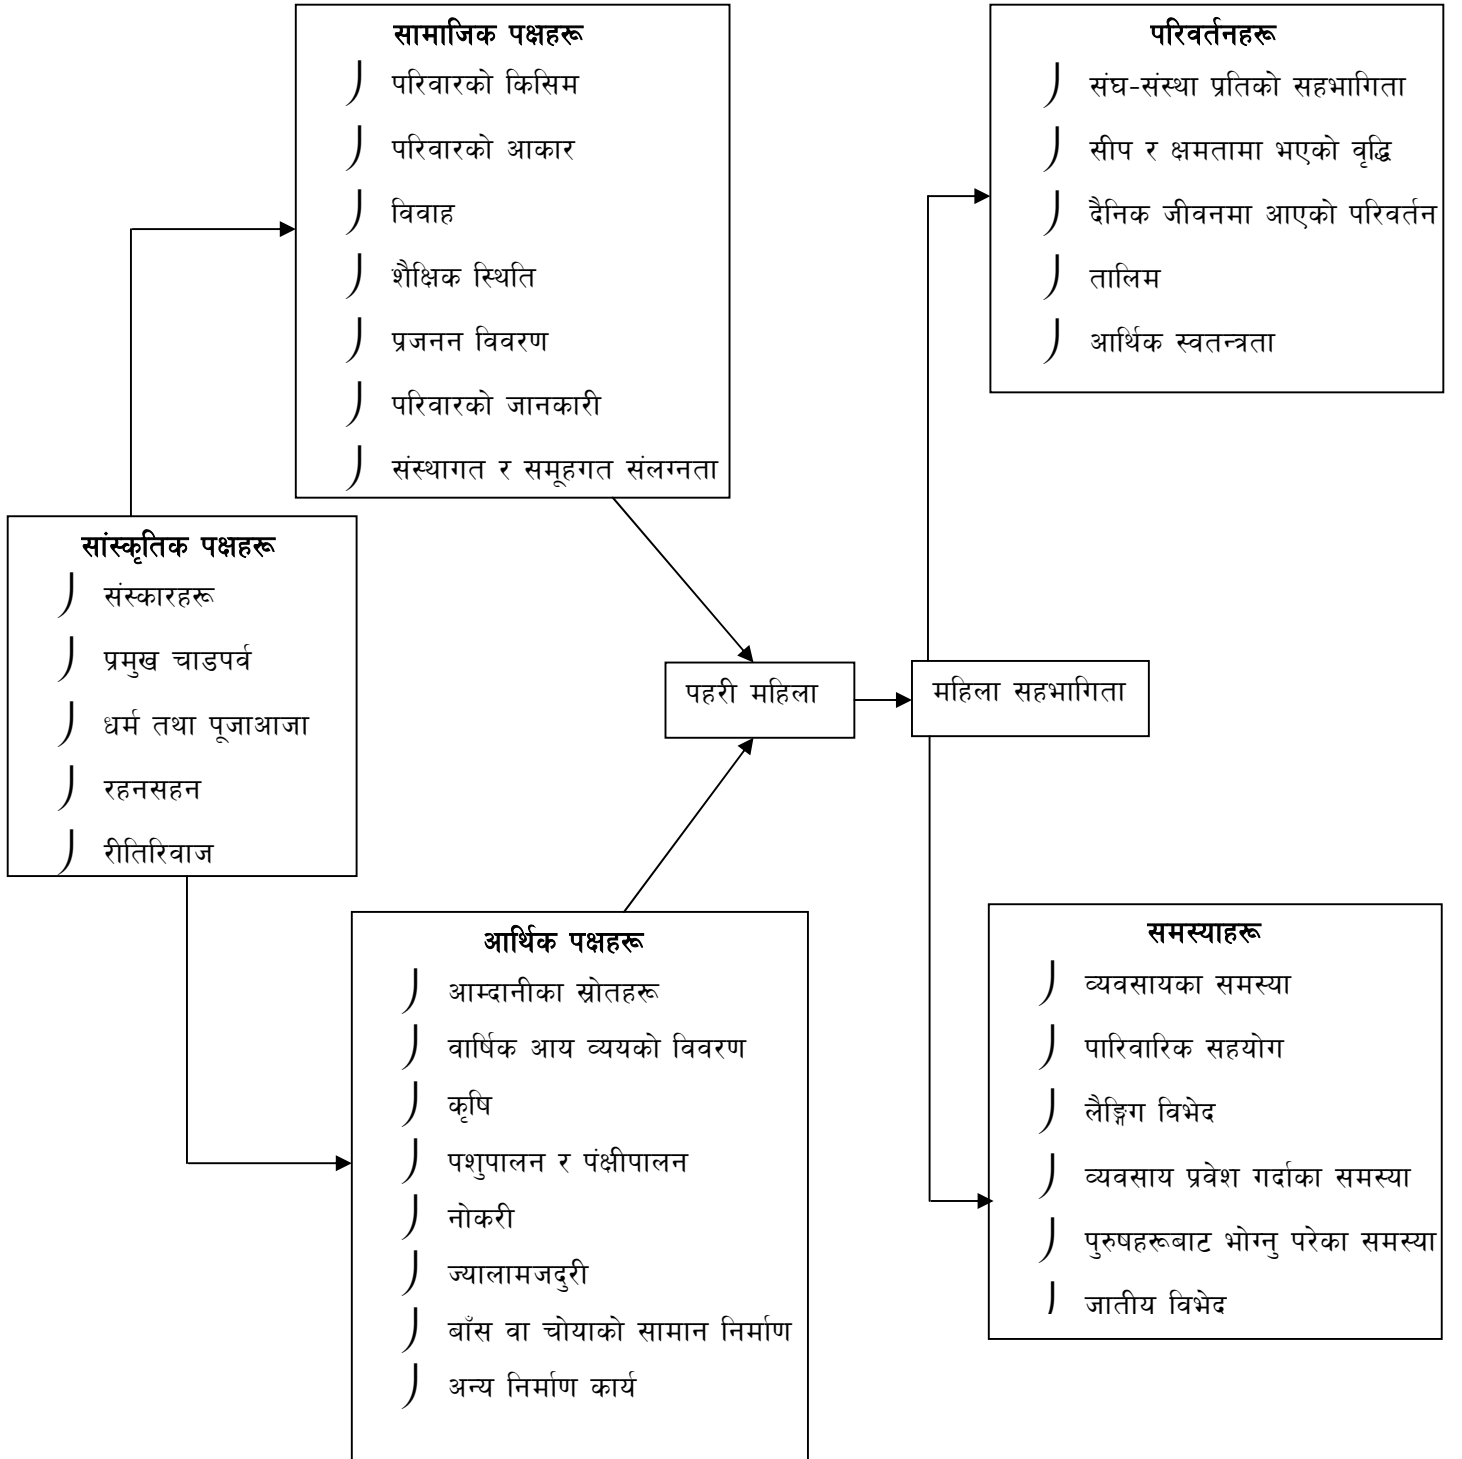 सामाजिक पक्षहरू
परिवारको किसिम
परिवारको आकार
विवाह
शैक्षिक स्थिति
प्रजनन विवरण
परिवारको जानकारी
संस्थागत र समूहगत संलग्नता
परिवर्तनहरू
संघ-संस्था प्रतिको सहभागिता
सीप र क्षमतामा भएको वृद्धि
दैनिक जीवनमा आएको परिवर्तन
तालिम
आर्थिक स्वतन्त्रता
सांस्कृतिक पक्षहरू
संस्कारहरू
प्रमुख चाडपर्व
धर्म तथा पूजाआजा
रहनसहन
रीतिरिवाज
पहरी महिला
महिला सहभागिता
आर्थिक पक्षहरू
आम्दानीका स्रोतहरू
वार्षिक आय व्ययको विवरण
कृषि
पशुपालन र पंक्षीपालन
नोकरी
ज्यालामजदुरी
बाँस वा चोयाको सामान निर्माण
अन्य निर्माण कार्य
समस्याहरू
व्यवसायका समस्या
पारिवारिक सहयोग
लैङ्गिग विभेद
व्यवसाय प्रवेश गर्दाका समस्या
पुरुषहरूबाट भोग्नु परेका समस्या
जातीय विभेद